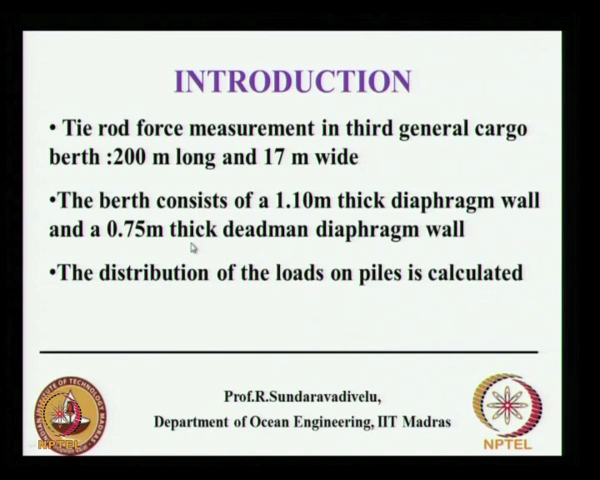 INTRODUCTION
• Tie rod force measurement in third general cargo
berth :200 m long and 17 m wide
•The berth consists of a 1.10m thick diaphragm wall
and a 0.75m thick deadman diaphragm wall
•The distribution of the loads on piles is calculated
Prof.R.Sundaravadivelu,
Department of Ocean Engineering, IIT Madras
NPTEL
NPTEL